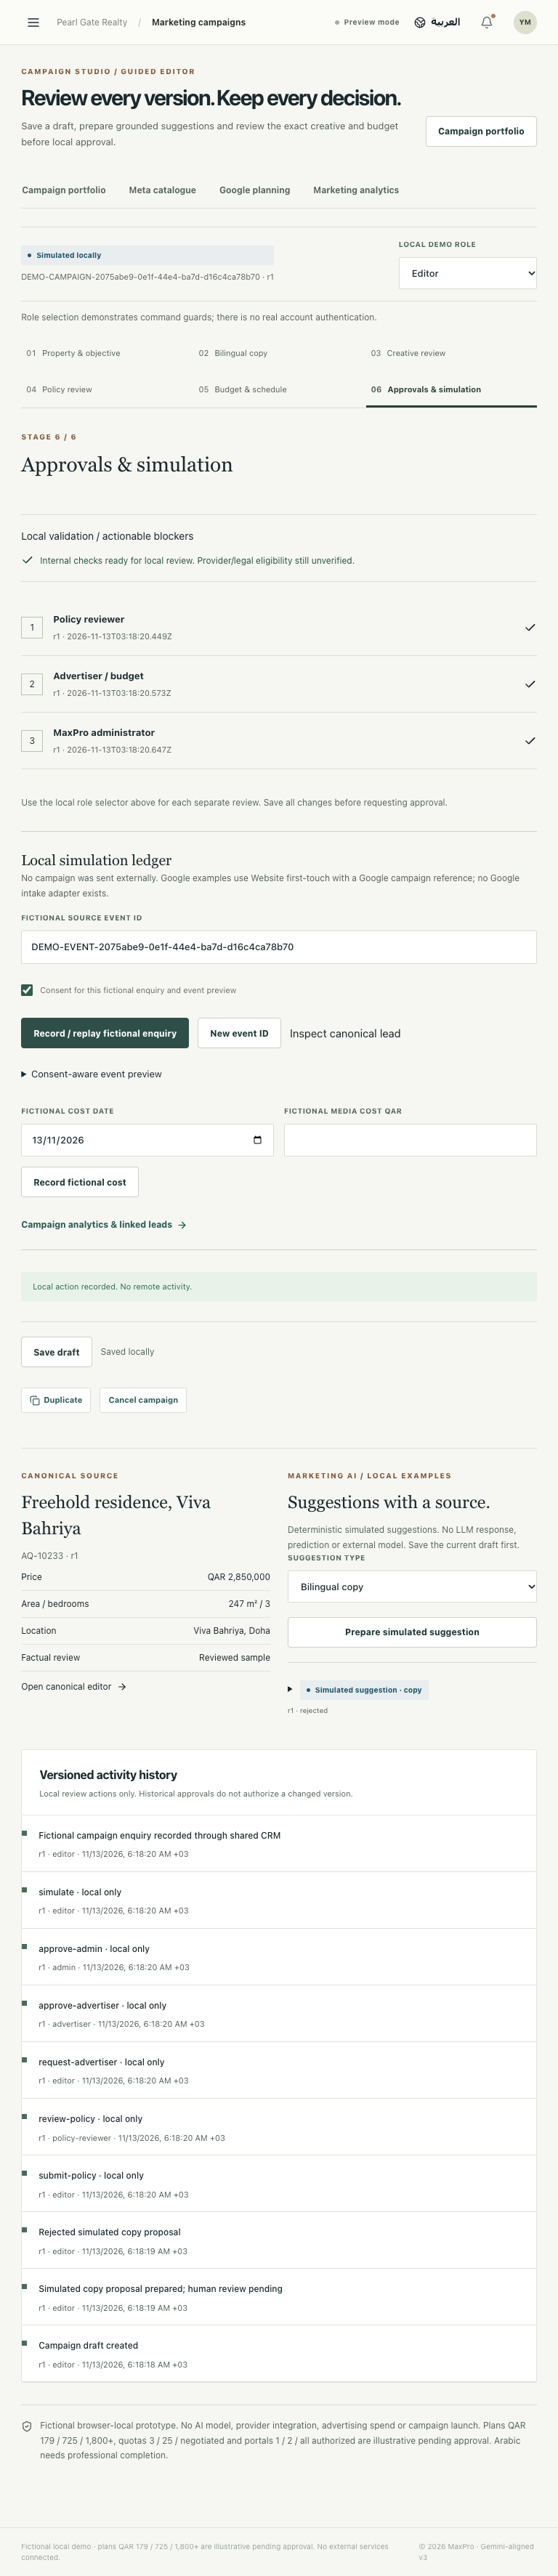 Pearl Gate Realty / Marketing campaigns
Preview mode
العربية
YM
CAMPAIGN STUDIO / GUIDED EDITOR
Review every version. Keep every decision.
Save a draft, prepare grounded suggestions and review the exact creative and budget
before local approval.
Campaign portfolio
Campaign portfolio
Meta catalogue
Google planning
Marketing analytics
Simulated locally
DEMO-CAMPAIGN-2075abe9-0e1f-44e4-ba7d-d16c4ca78b70 · r1
LOCAL DEMO ROLE
Editor
Role selection demonstrates command guards; there is no real account authentication.
01 Property & objective
02 Bilingual copy
03 Creative review
04 Policy review
05 Budget & schedule
06 Approvals & simulation
STAGE 6 / 6
Approvals & simulation
Local validation / actionable blockers
Internal checks ready for local review. Provider/legal eligibility still unverified.
1
Policy reviewer
r1 · 2026-11-13T03:18:20.449Z
2
Advertiser / budget
r1 · 2026-11-13T03:18:20.573Z
3
MaxPro administrator
r1 · 2026-11-13T03:18:20.647Z
Use the local role selector above for each separate review. Save all changes before requesting approval.
Local simulation ledger
No campaign was sent externally. Google examples use Website first-touch with a Google campaign reference; no Google
intake adapter exists.
FICTIONAL SOURCE EVENT ID
DEMO-EVENT-2075abe9-0e1f-44e4-ba7d-d16c4ca78b70
Consent for this fictional enquiry and event preview
Record / replay fictional enquiry
New event ID
Inspect canonical lead
Consent-aware event preview
FICTIONAL COST DATE
13/11/2026
FICTIONAL MEDIA COST QAR
Record fictional cost
Campaign analytics & linked leads
Local action recorded. No remote activity.
Save draft
Saved locally
Duplicate
Cancel campaign
CANONICAL SOURCE
Freehold residence, Viva
Bahriya
AQ-10233 · r1
Price QAR 2,850,000
Area / bedrooms 247 m² / 3
Location Viva Bahriya, Doha
Factual review Reviewed sample
Open canonical editor
MARKETING AI / LOCAL EXAMPLES
Suggestions with a source.
Deterministic simulated suggestions. No LLM response,
prediction or external model. Save the current draft first.
SUGGESTION TYPE
Bilingual copy
Prepare simulated suggestion
Simulated suggestion · copy
r1 · rejected
Versioned activity history
Local review actions only. Historical approvals do not authorize a changed version.
Fictional campaign enquiry recorded through shared CRM
r1 · editor · 11/13/2026, 6:18:20 AM +03
simulate · local only
r1 · editor · 11/13/2026, 6:18:20 AM +03
approve-admin · local only
r1 · admin · 11/13/2026, 6:18:20 AM +03
approve-advertiser · local only
r1 · advertiser · 11/13/2026, 6:18:20 AM +03
request-advertiser · local only
r1 · editor · 11/13/2026, 6:18:20 AM +03
review-policy · local only
r1 · policy-reviewer · 11/13/2026, 6:18:20 AM +03
submit-policy · local only
r1 · editor · 11/13/2026, 6:18:20 AM +03
Rejected simulated copy proposal
r1 · editor · 11/13/2026, 6:18:19 AM +03
Simulated copy proposal prepared; human review pending
r1 · editor · 11/13/2026, 6:18:19 AM +03
Campaign draft created
r1 · editor · 11/13/2026, 6:18:18 AM +03
Fictional browser-local prototype. No AI model, provider integration, advertising spend or campaign launch. Plans QAR
179 / 725 / 1,800+, quotas 3 / 25 / negotiated and portals 1 / 2 / all authorized are illustrative pending approval. Arabic
needs professional completion.
Fictional local demo · plans QAR 179 / 725 / 1,800+ are illustrative pending approval. No external services
connected.
© 2026 MaxPro · Gemini-aligned
v3